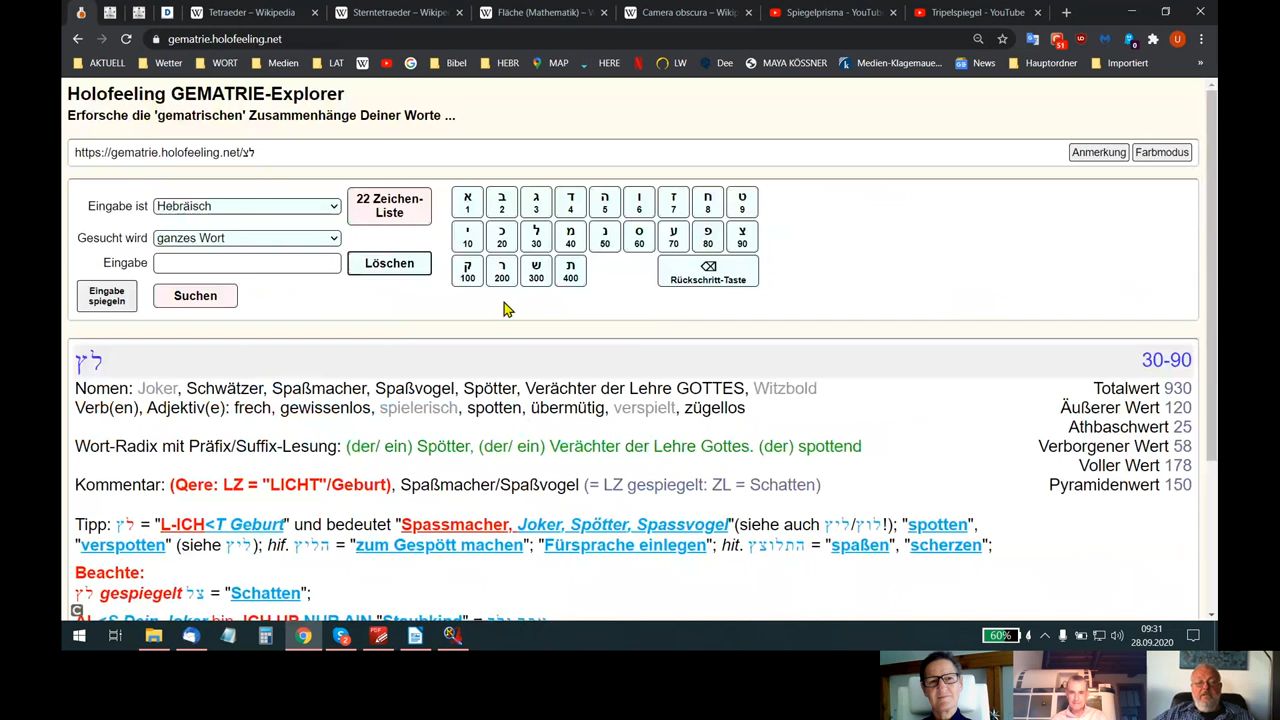 Tetraeder – Wikipedia
Sterntetraeder – Wikipe
Fläche (Mathematik) –
Camera obscura – Wikipe
Spiegelprisma - YouTub
Tripelspiegel - YouTube
gematrie.holofeeling.net
AKTUELL Wetter WORT Medien LAT Bibel HEBR MAP HERE LW Dee MAYA KÖSSNER Medien-Klagemaue... News Hauptordner Importiert »
Holofeeling GEMATRIE-Explorer
Erforsche die 'gematrischen' Zusammenhänge Deiner Worte ...
https://gematrie.holofeeling.net/לצ
Anmerkung Farbmodus
Eingabe ist Hebräisch
22 Zeichen-
Liste
Gesucht wird ganzes Wort
Eingabe
Löschen
Eingabe
spiegeln
Suchen
א ב ג ד ה ו ז ח ט
1 2 3 4 5 6 7 8 9
י כ ל מ נ ס ע פ צ
10 20 30 40 50 60 70 80 90
ק ר ש ת
100 200 300 400
Rückschritt-Taste
לץ 30-90
Nomen: Joker, Schwätzer, Spaßmacher, Spaßvogel, Spötter, Verächter der Lehre GOTTES, Witzbold
Verb(en), Adjektiv(e): frech, gewissenlos, spielerisch, spotten, übermütig, verspielt, zügellos
Totalwert 930
Äußerer Wert 120
Athbaschwert 25
Verborgener Wert 58
Voller Wert 178
Pyramidenwert 150
Wort-Radix mit Präfix/Suffix-Lesung: (der/ ein) Spötter, (der/ ein) Verächter der Lehre Gottes. (der) spottend
Kommentar: (Qere: LZ = "LICHT"/Geburt), Spaßmacher/Spaßvogel (= LZ gespiegelt: ZL = Schatten)
Tipp: לץ = "L-ICH<T Geburt" und bedeutet "Spassmacher, Joker, Spötter, Spassvogel"(siehe auch לוץ/ליץ!); "spotten",
"verspotten" (siehe ליץ); hif. הליץ = "zum Gespött machen"; "Fürsprache einlegen"; hit. התלוצץ = "spaßen", "scherzen";
Beachte:
לץ gespiegelt צל = "Schatten";
60%
09:31
28.09.2020